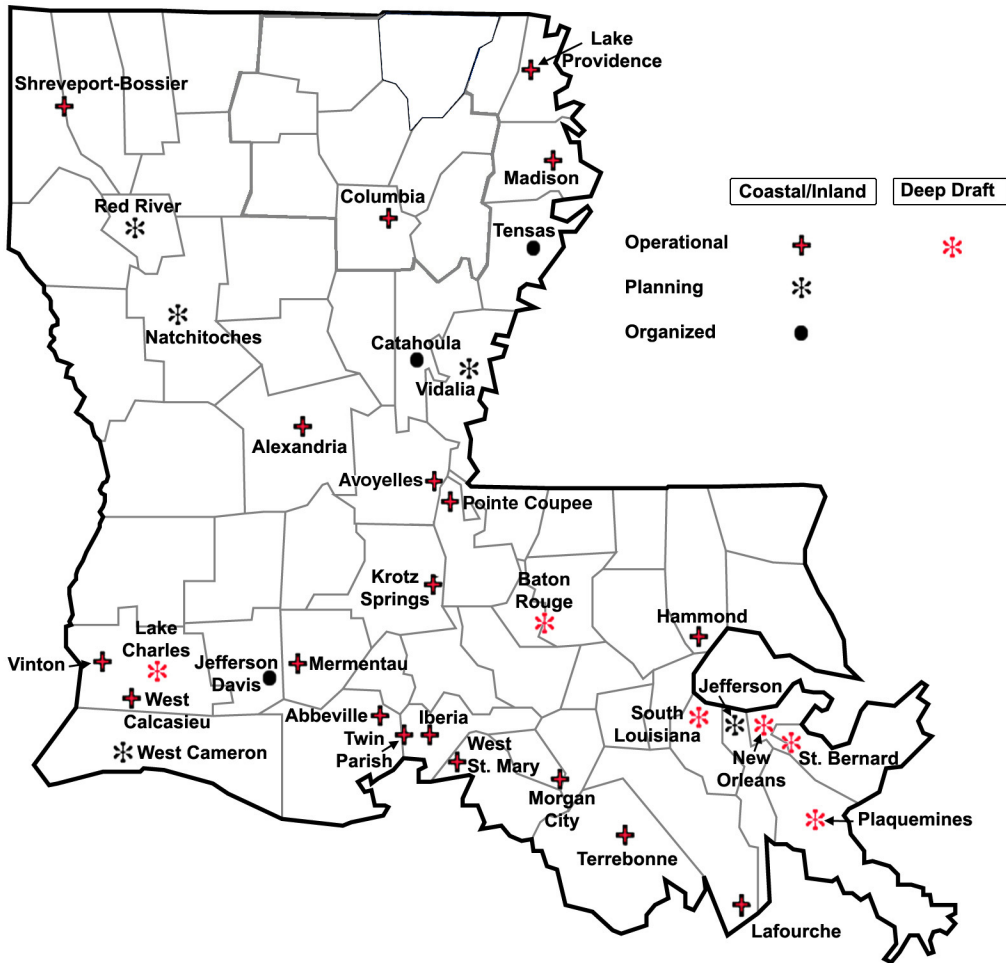 Lake
Providence
Shreveport-Bossier
Madison
Columbia
Red River
Tensas
Coastal/Inland
Deep Draft
Operational
Planning
Organized
Natchitoches
Catahoula
Vidalia
Alexandria
Avoyelles
Pointe Coupee
Krotz
Springs
Baton
Rouge
Hammond
Lake
Charles
Vinton
Jefferson
Davis
Mermentau
West
Calcasieu
West Cameron
Abbeville
Twin
Parish
Iberia
West
St. Mary
Morgan
City
South
Louisiana
Jefferson
New
Orleans
St. Bernard
Plaquemines
Terrebonne
Lafourche